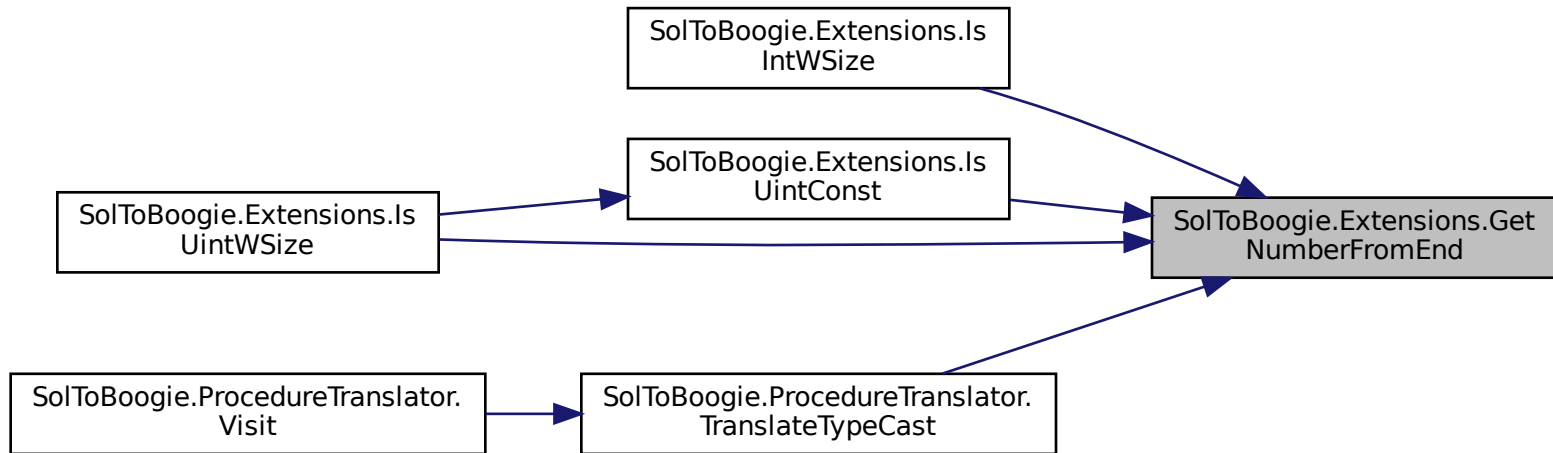 SolToBoogie.Extensions.Is
IntWSize
SolToBoogie.Extensions.Is
UintConst
SolToBoogie.Extensions.Is
UintWSize
SolToBoogie.Extensions.Get
NumberFromEnd
SolToBoogie.ProcedureTranslator.
Visit
SolToBoogie.ProcedureTranslator.
TranslateTypeCast